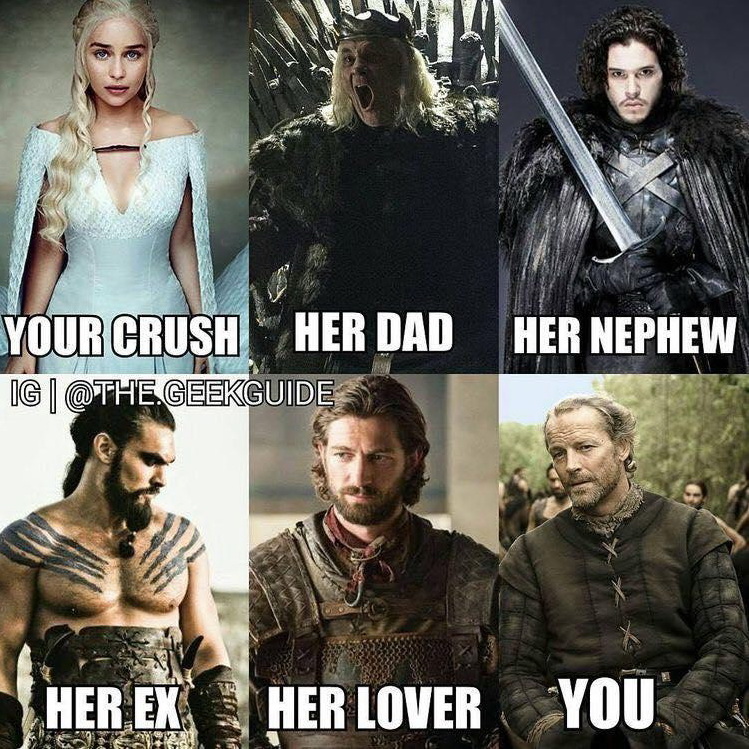 YOUR CRUSH
HER DAD
HER NEPHEW
IG | @THE.GEEKGUIDE
HER EX
HER LOVER
YOU